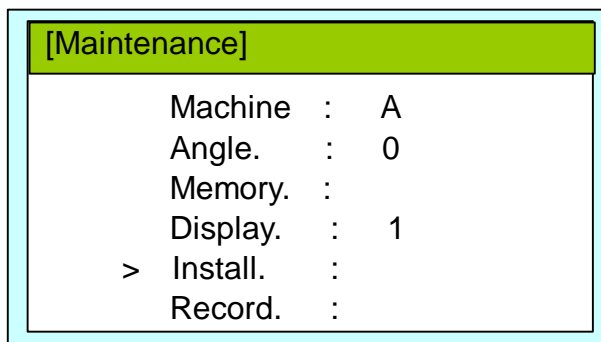 [Maintenance]
Machine : A
Angle. : 0
Memory. :
Display. : 1
> Install. :
Record. :